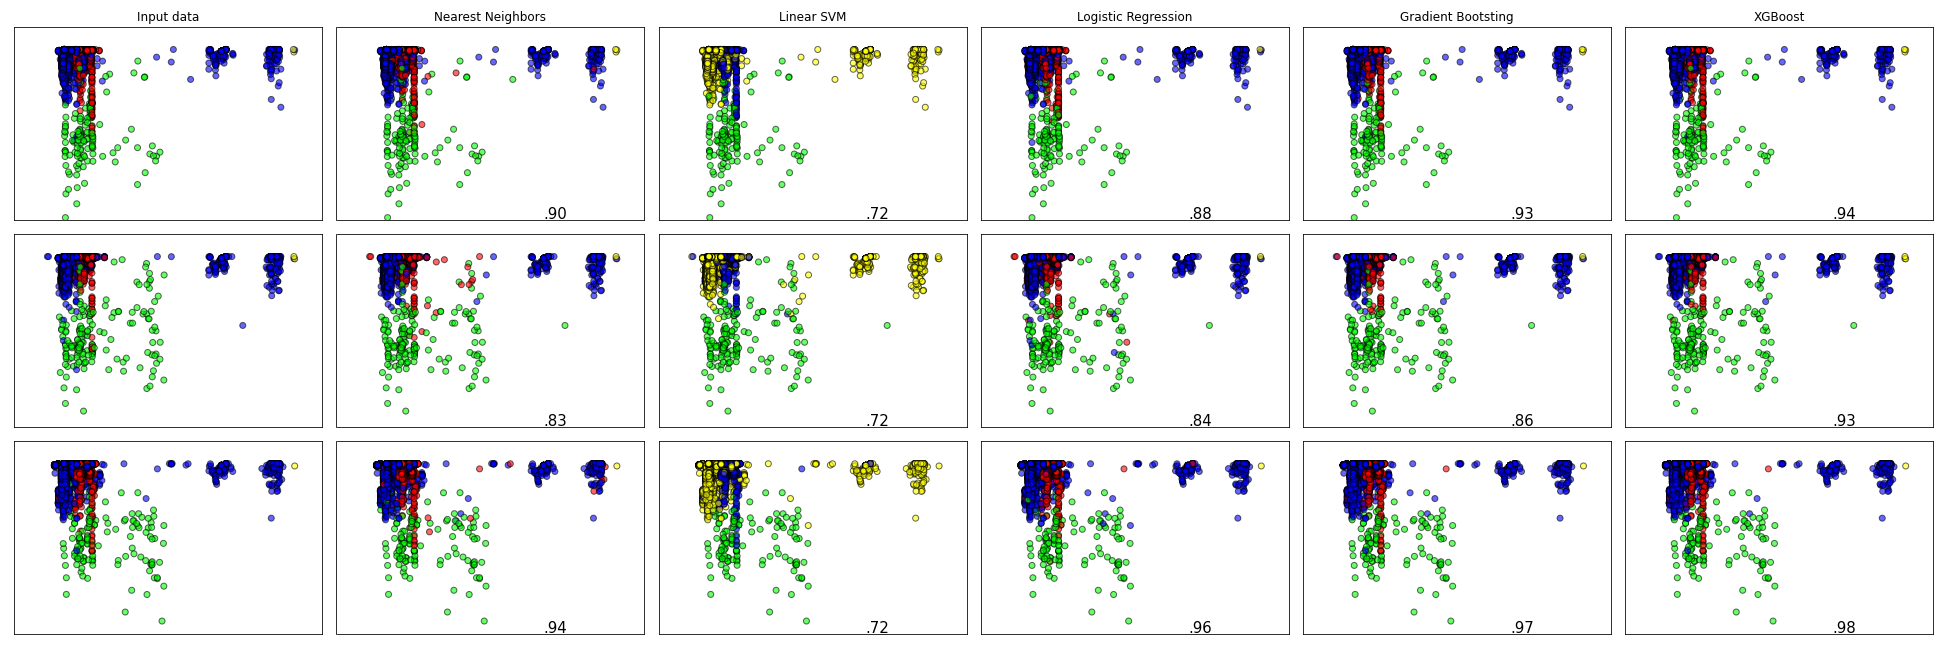 Input data
Nearest Neighbors
Linear SVM
Logistic Regression
Gradient Bootsting
XGBoost
.90
.72
.88
.93
.94
.83
.72
.84
.86
.93
.94
.72
.96
.97
.98